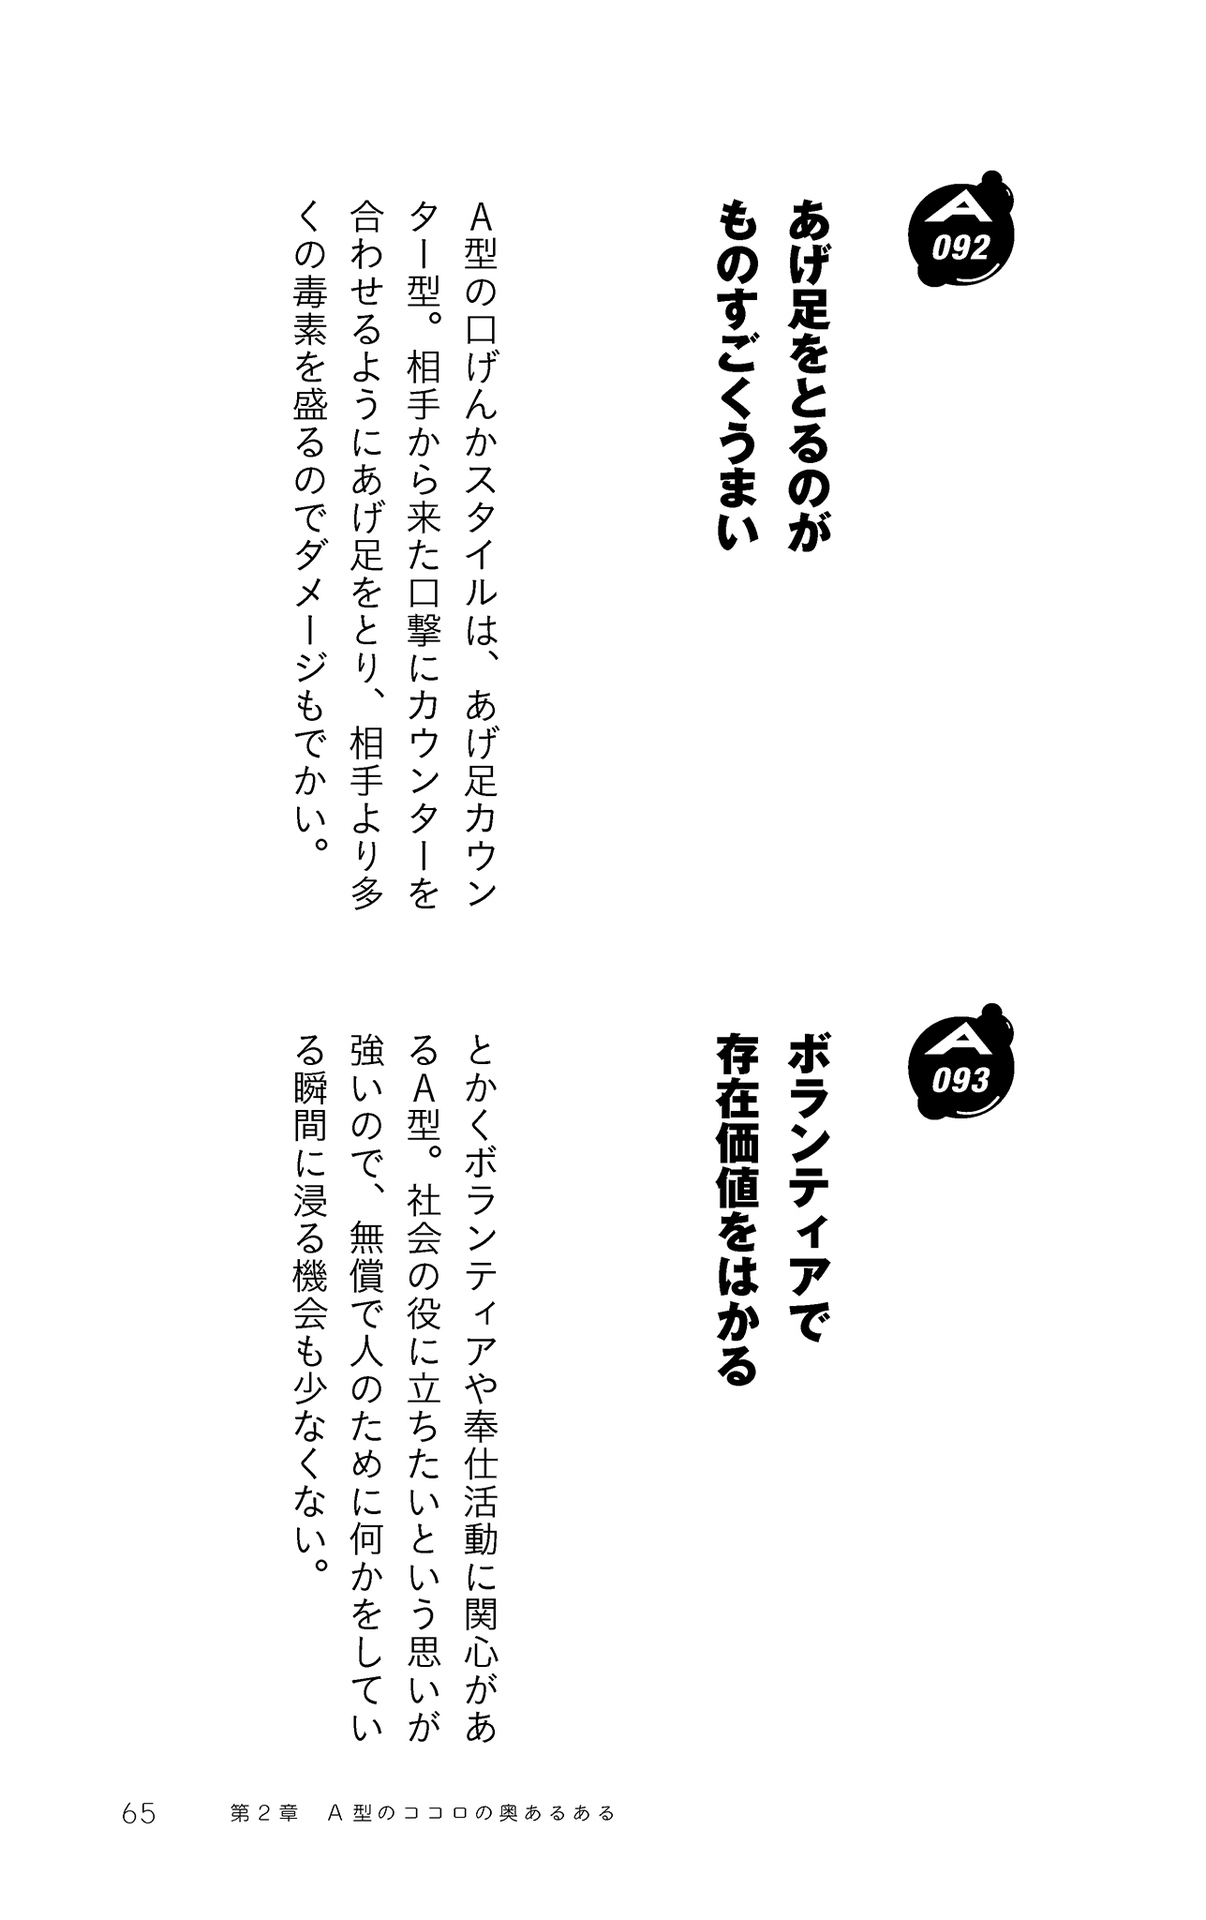 A
092
あげ足をとるのが
ものすごくうまい
A型の口げんかスタイルは、あげ足カウン
ター型。相手から来た口撃にカウンターを
合わせるようにあげ足をとり、相手より多
くの毒素を盛るのでダメージもでかい。
A
093
ボランティアで
存在価値をはかる
とかくボランティアや奉仕活動に関心があ
るA型。社会の役に立ちたいという思いが
強いので、無償で人のために何かをしてい
る瞬間に浸る機会も少なくない。
65 第2章 A型のココロの奥あるある